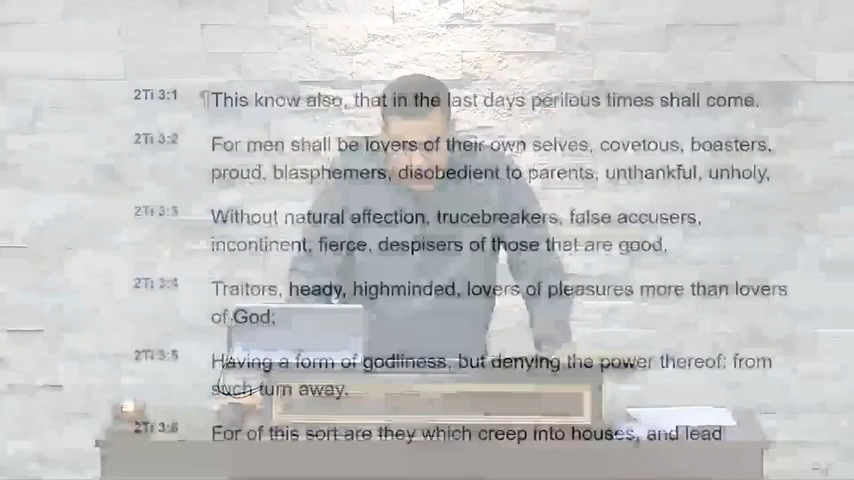 2Ti 3:1 ¶This know also, that in the last days perilous times shall come.
2Ti 3:2 For men shall be lovers of their own selves, covetous, boasters,
proud, blasphemers, disobedient to parents, unthankful, unholy,
2Ti 3:3 Without natural affection, trucebreakers, false accusers,
incontinent, fierce, despisers of those that are good,
2Ti 3:4 Traitors, heady, highminded, lovers of pleasures more than lovers
of God;
2Ti 3:5 Having a form of godliness, but denying the power thereof: from
such turn away.
2Ti 3:6 For of this sort are they which creep into houses, and lead